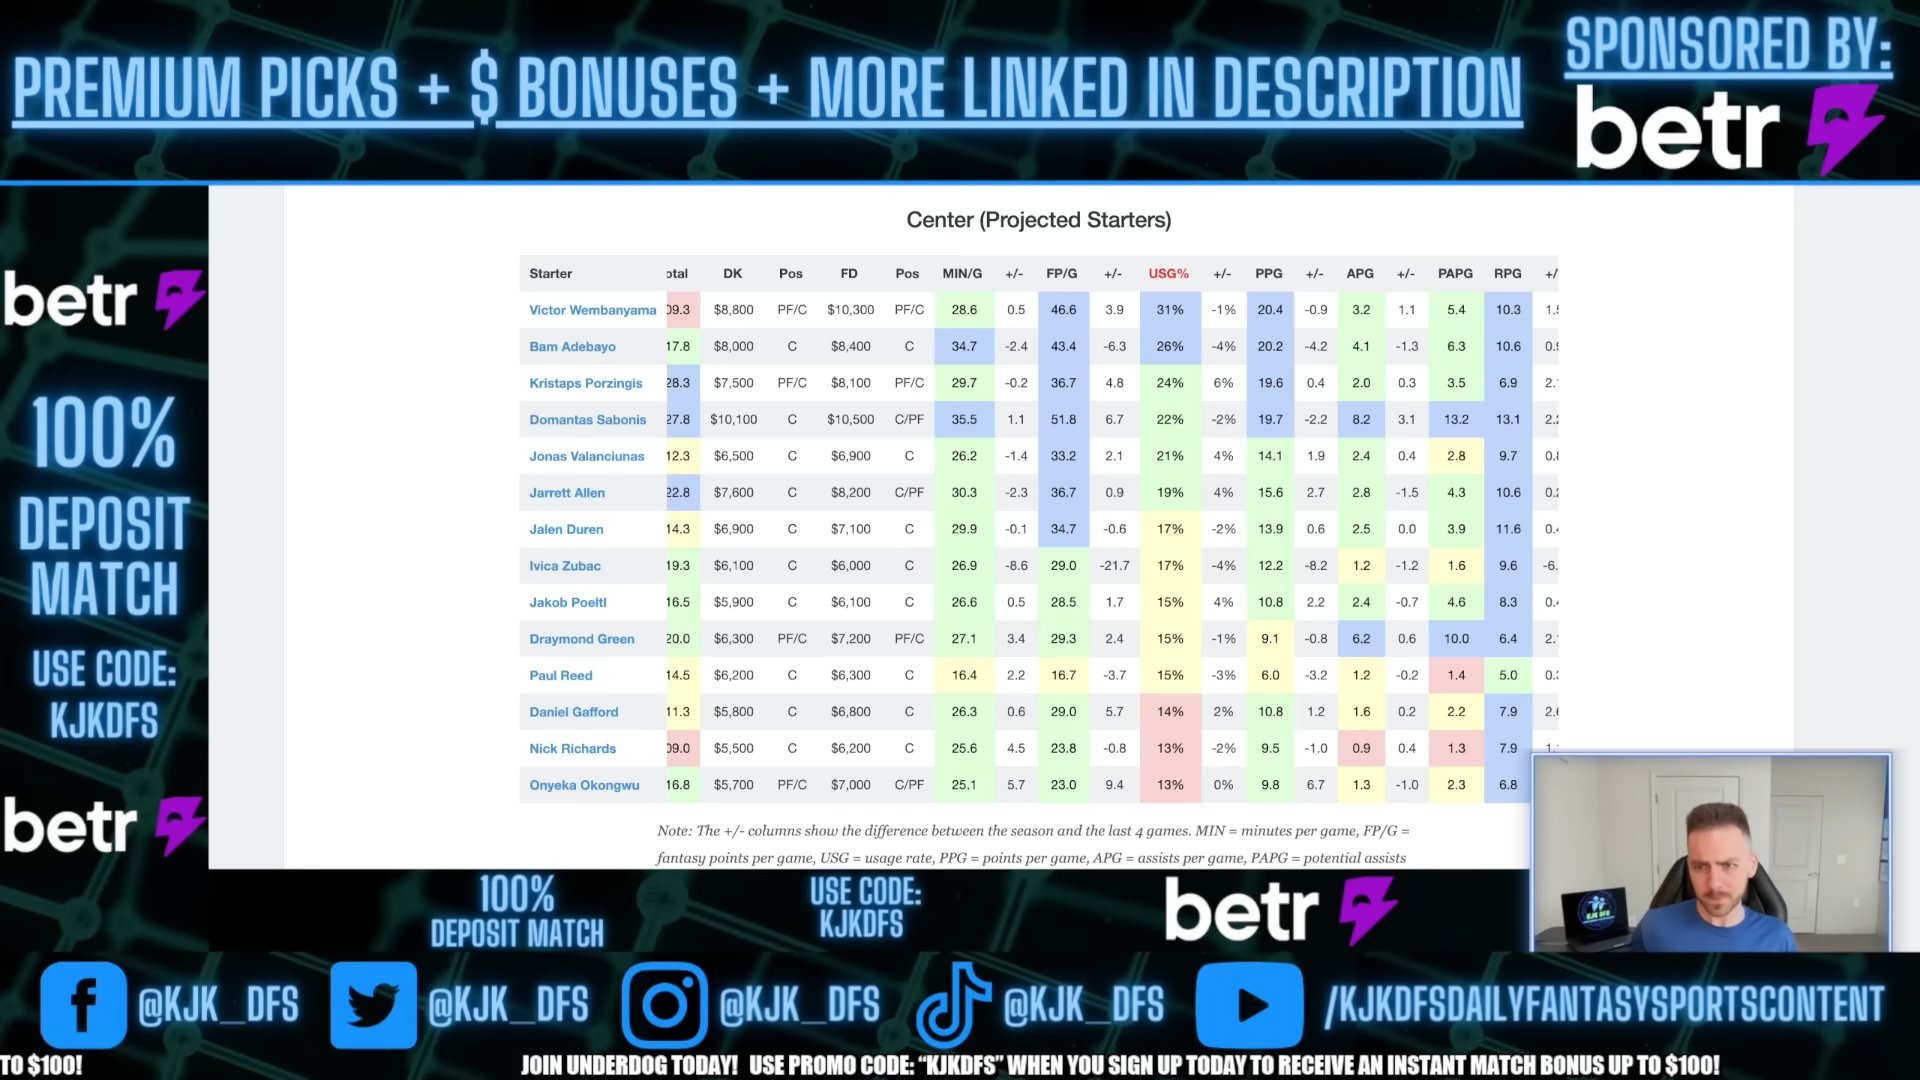 PREMIUM PICKS + $ BONUSES + MORE LINKED IN DESCRIPTION
SPONSORED BY:
betr
betr
100%
DEPOSIT
MATCH
USE CODE:
KJKDFS
betr
Center (Projected Starters)
Starter otal DK Pos FD Pos MIN/G +/- FP/G +/- USG% +/- PPG +/- APG +/- PAPG RPG +/
Victor Wembanyama 09.3 $8,800 PF/C $10,300 PF/C 28.6 0.5 46.6 3.9 31% -1% 20.4 -0.9 3.2 1.1 5.4 10.3 1.
Bam Adebayo 17.8 $8,000 C $8,400 C 34.7 -2.4 43.4 -6.3 26% -4% 20.2 -4.2 4.1 -1.3 6.3 10.6 0.
Kristaps Porzingis 28.3 $7,500 PF/C $8,100 PF/C 29.7 -0.2 36.7 4.8 24% 6% 19.6 0.4 2.0 0.3 3.5 6.9 2.
Domantas Sabonis 27.8 $10,100 C $10,500 C/PF 35.5 1.1 51.8 6.7 22% -2% 19.7 -2.2 8.2 3.1 13.2 13.1 2.
Jonas Valanciunas 12.3 $6,500 C $6,900 C 26.2 -1.4 33.2 2.1 21% 4% 14.1 1.9 2.4 0.4 2.8 9.7 0.
Jarrett Allen 22.8 $7,600 C $8,200 C/PF 30.3 -2.3 36.7 0.9 19% 4% 15.6 2.7 2.8 -1.5 4.3 10.6 0.
Jalen Duren 14.3 $6,900 C $7,100 C 29.9 -0.1 34.7 -0.6 17% -2% 13.9 0.6 2.5 0.0 3.9 11.6 0.
Ivica Zubac 19.3 $6,100 C $6,000 C 26.9 -8.6 29.0 -21.7 17% -4% 12.2 -8.2 1.2 -1.2 1.6 9.6 -6.
Jakob Poeltl 16.5 $5,900 C $6,100 C 26.6 0.5 28.5 1.7 15% 4% 10.8 2.2 2.4 -0.7 4.6 8.3 0.
Draymond Green 20.0 $6,300 PF/C $7,200 PF/C 27.1 3.4 29.3 2.4 15% -1% 9.1 -0.8 6.2 0.6 10.0 6.4 2.
Paul Reed 14.5 $6,200 C $6,300 C 16.4 2.2 16.7 -3.7 15% -3% 6.0 -3.2 1.2 -0.2 1.4 5.0 0.
Daniel Gafford 11.3 $5,800 C $6,800 C 26.3 0.6 29.0 5.7 14% 2% 10.8 1.2 1.6 0.2 2.2 7.9 2.
Nick Richards 09.0 $5,500 C $6,200 C 25.6 4.5 23.8 -0.8 13% -2% 9.5 -1.0 0.9 0.4 1.3 7.9 1.
Onyeka Okongwu 16.8 $5,700 PF/C $7,000 C/PF 25.1 5.7 23.0 9.4 13% 0% 9.8 6.7 1.3 -1.0 2.3 6.8
Note: The +/- columns show the difference between the season and the last 4 games. MIN = minutes per game, FP/G =
fantasy points per game, USG = usage rate, PPG = points per game, APG = assists per game, PAPG = potential assists
100%
DEPOSIT MATCH
USE CODE:
KJKDFS
betr
KJK DFS
@KJK_DFS @KJK_DFS @KJK_DFS @KJK_DFS /KJKDFSDAILYFANTASYSPORTSCONTENT
TO $100! JOIN UNDERDOG TODAY! USE PROMO CODE: "KJKDFS" WHEN YOU SIGN UP TODAY TO RECEIVE AN INSTANT MATCH BONUS UP TO $100!